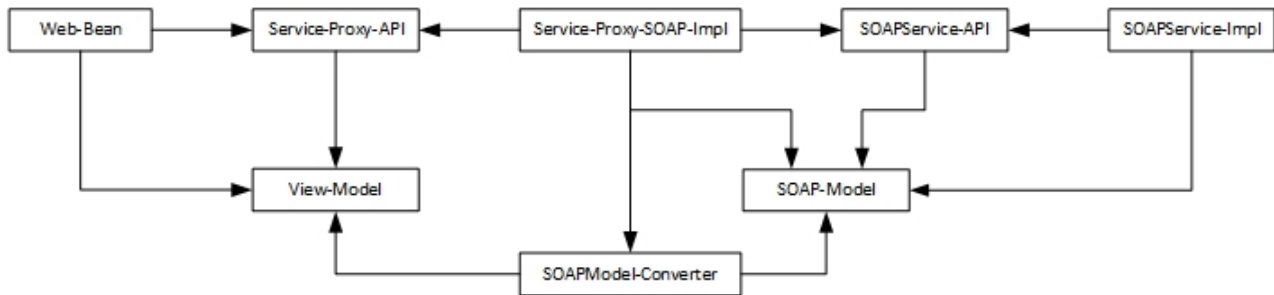 Web-Bean
Service-Proxy-API
Service-Proxy-SOAP-Impl
SOAPService-API
SOAPService-Impl
View-Model
SOAP-Model
SOAPModel-Converter